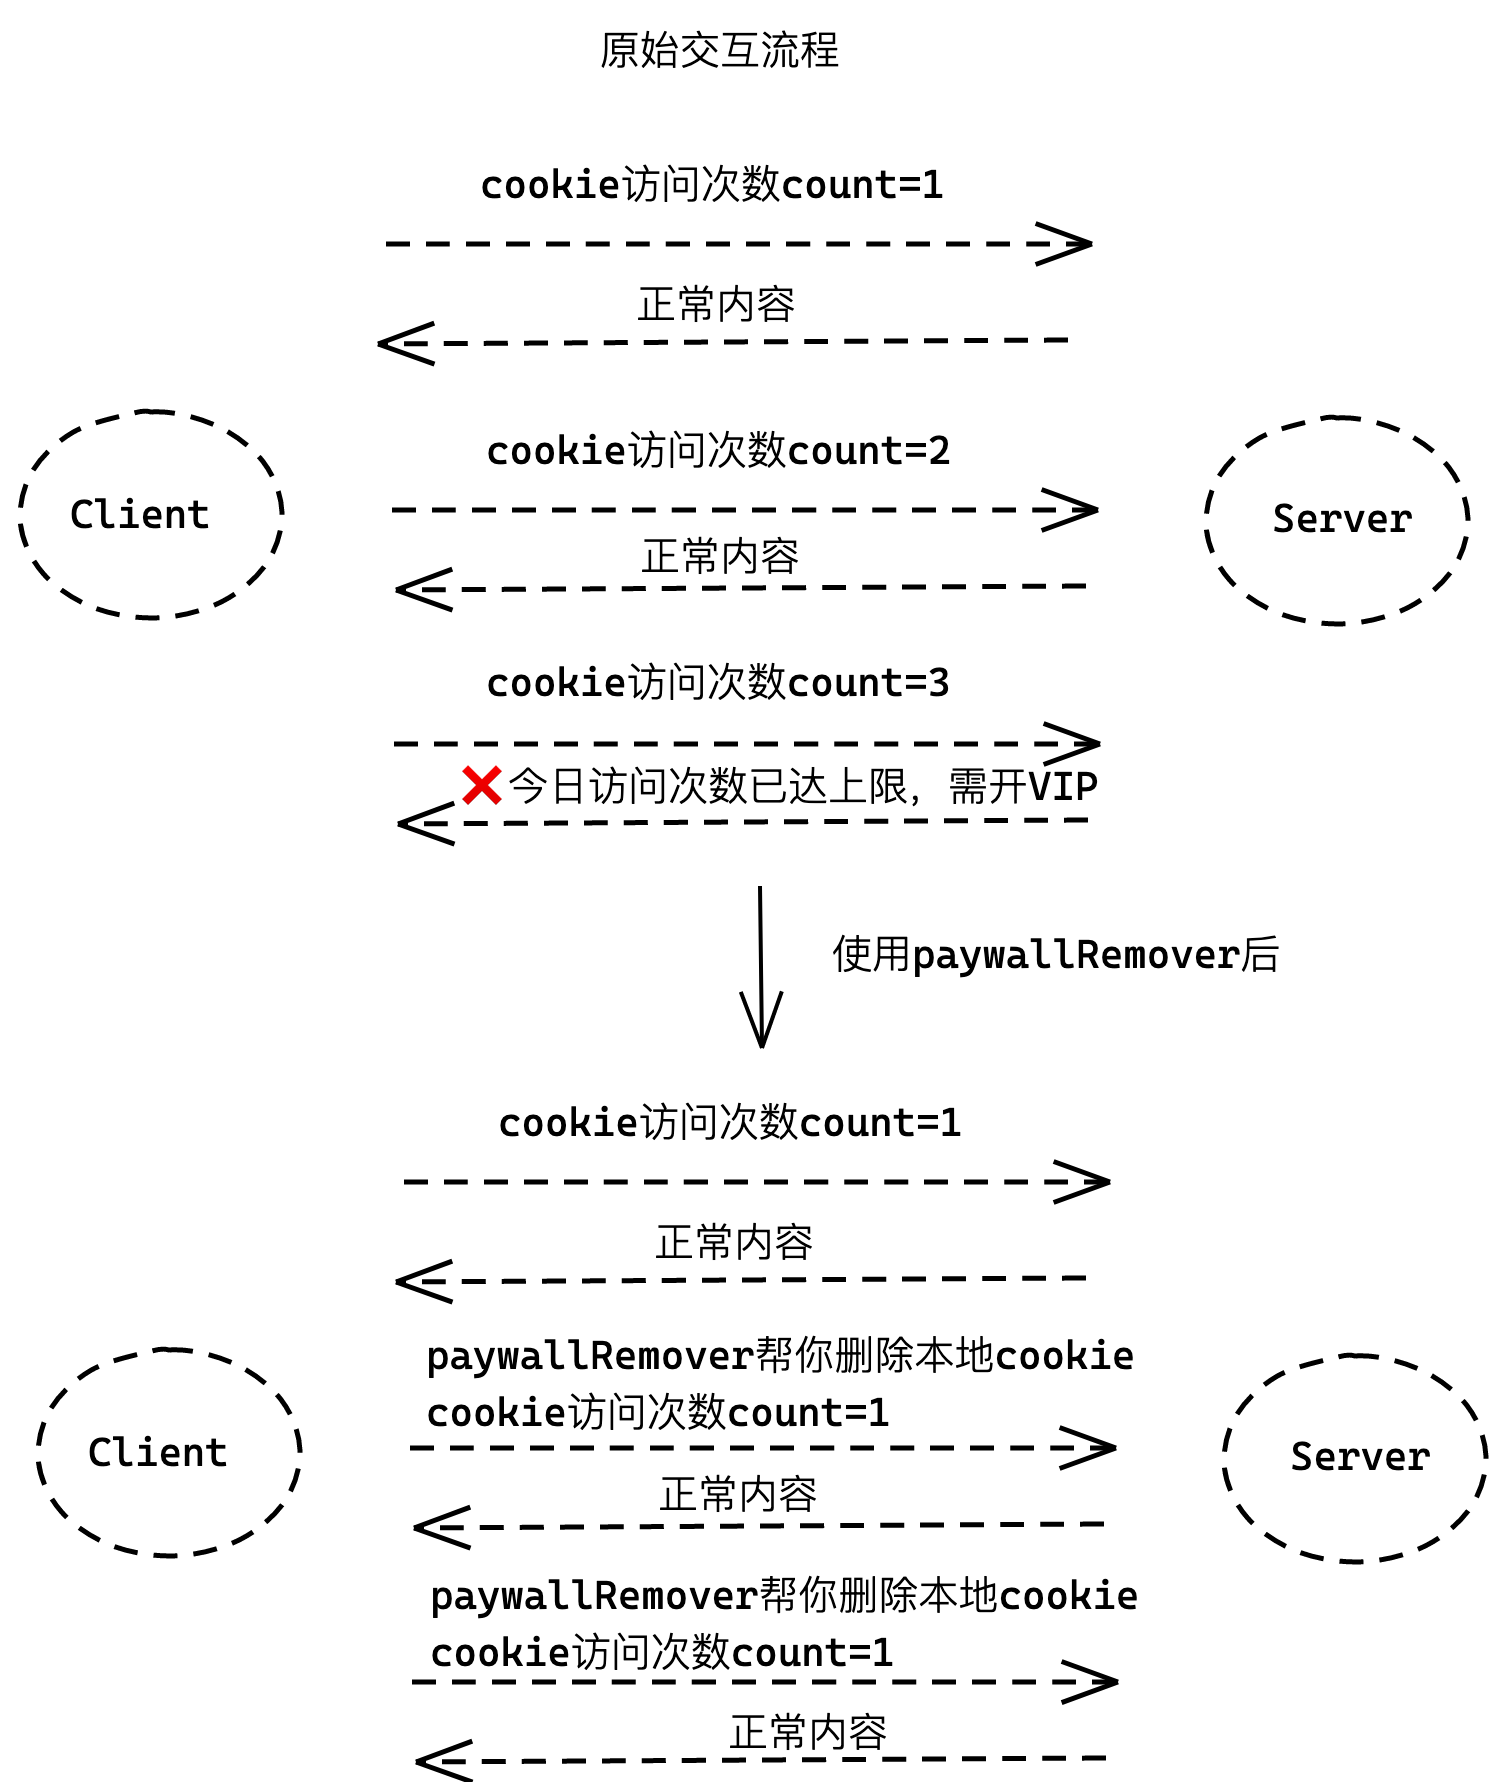 原始交互流程
cookie访问次数count=1
正常内容
cookie访问次数count=2
Client
Server
正常内容
cookie访问次数count=3
❌今日访问次数已达上限，需开VIP
使用paywallRemover后
cookie访问次数count=1
正常内容
paywallRemover帮你删除本地cookie
cookie访问次数count=1
Client
Server
正常内容
paywallRemover帮你删除本地cookie
cookie访问次数count=1
正常内容